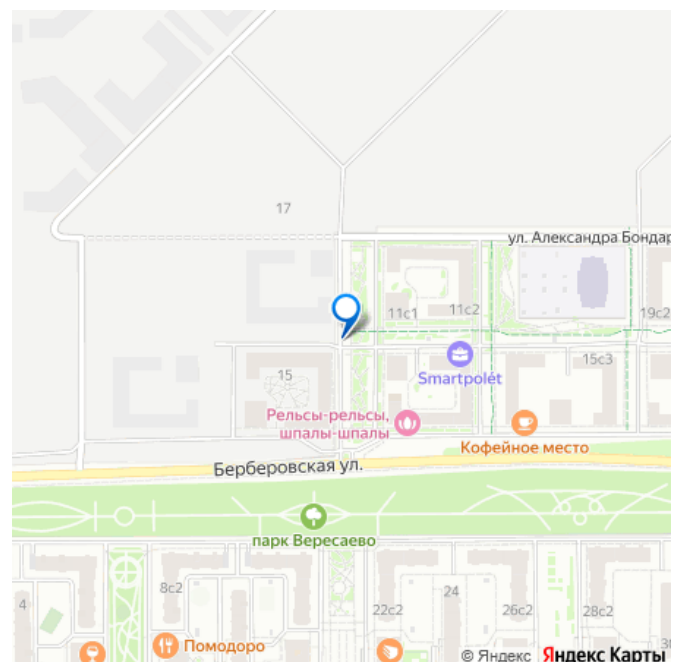 17
ул. Александра Бондар
11с1
11с2
19с2
15с3
15
Smartpolét
Рельсы-рельсы,
шпалы-шпалы
Кофейное место
Берберовская ул.
парк Вересаево
8с2
4
24
22с2
26с2
28с2
Помодоро
© Яндекс Яндекс Карты